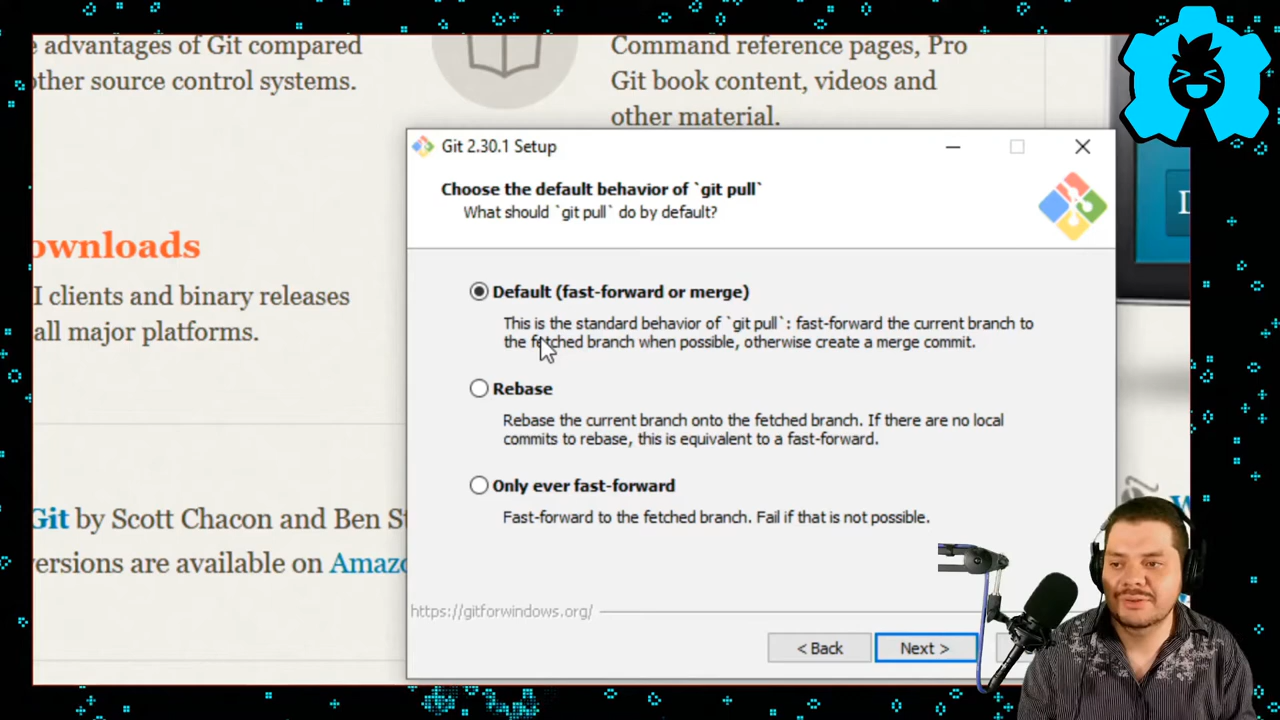 e advantages of Git compared
other source control systems.
Command reference pages, Pro
Git book content, videos and
other material.
ownloads
I clients and binary releases
all major platforms.
Git by Scott Chacon and Ben S
ersions are available on Amazo
Git 2.30.1 Setup
Choose the default behavior of `git pull`
What should `git pull` do by default?
Default (fast-forward or merge)
This is the standard behavior of `git pull`: fast-forward the current branch to
the fetched branch when possible, otherwise create a merge commit.
Rebase
Rebase the current branch onto the fetched branch. If there are no local
commits to rebase, this is equivalent to a fast-forward.
Only ever fast-forward
Fast-forward to the fetched branch. Fail if that is not possible.
https://gitforwindows.org/
< Back
Next >